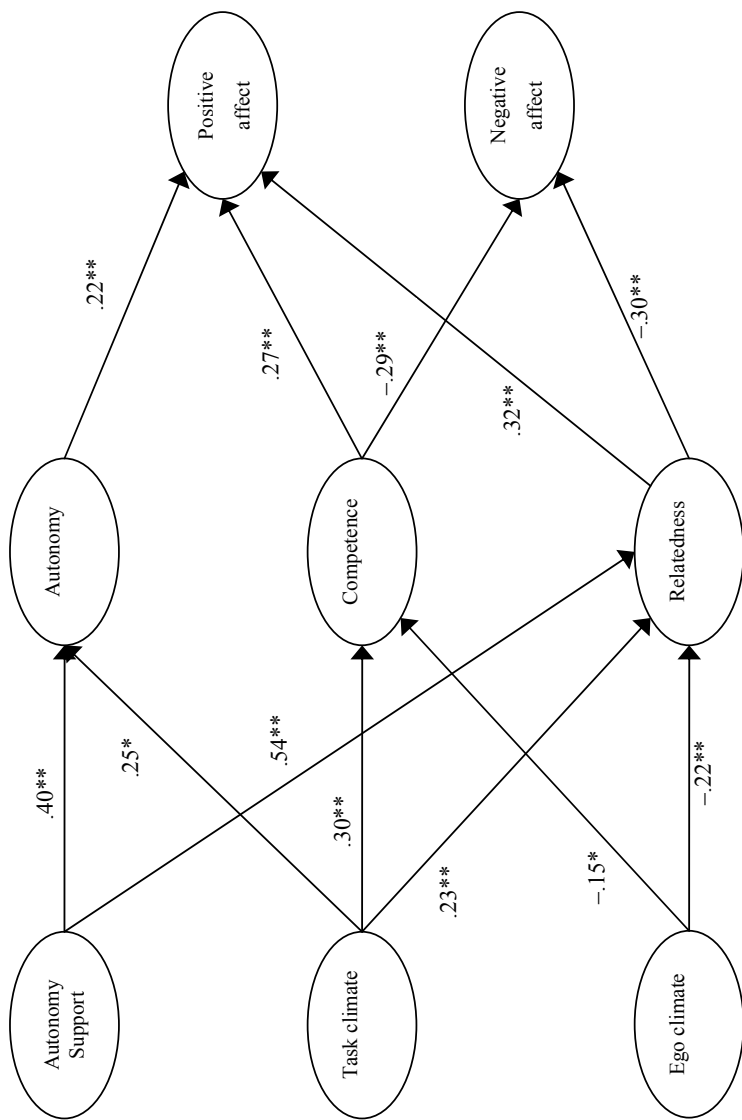 Autonomy
Support
Task climate
Ego climate
.40**
.25*
.54**
.30**
.23**
–.15*
–.22**
Autonomy
Competence
Relatedness
.22**
.27**
–.29**
.32**
–.30**
Positive
affect
Negative
affect